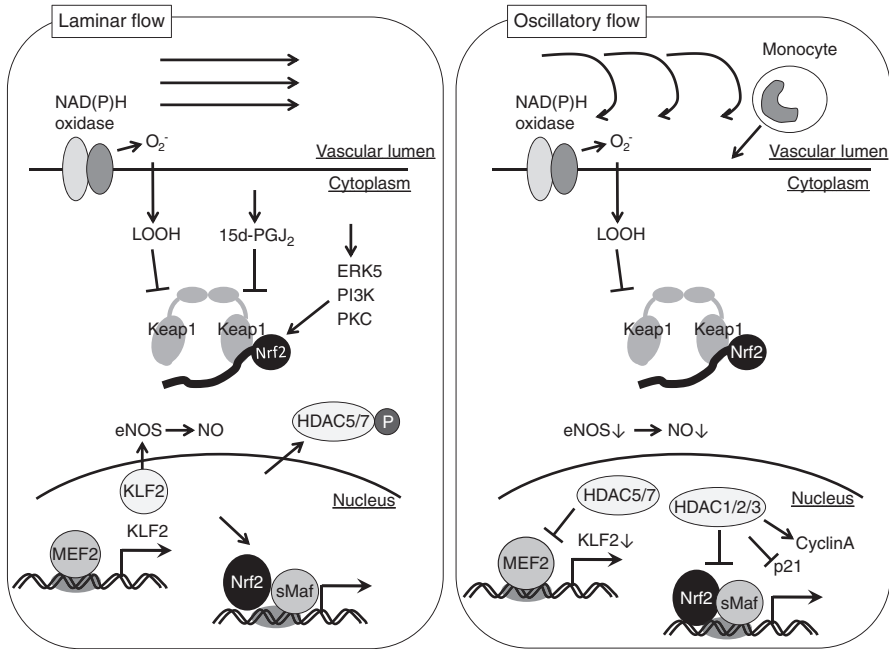 Laminar flow
NAD(P)H
oxidase
O₂⁻
Vascular lumen
Cytoplasm
LOOH
15d-PGJ₂
ERK5
PI3K
PKC
Keap1
Keap1
Nrf2
HDAC5/7
P
eNOS
NO
KLF2
Nucleus
KLF2
MEF2
Nrf2
sMaf
Oscillatory flow
Monocyte
NAD(P)H
oxidase
O₂⁻
Vascular lumen
Cytoplasm
LOOH
Keap1
Keap1
Nrf2
eNOS↓
NO↓
HDAC5/7
Nucleus
HDAC1/2/3
KLF2↓
CyclinA
p21
MEF2
Nrf2
sMaf